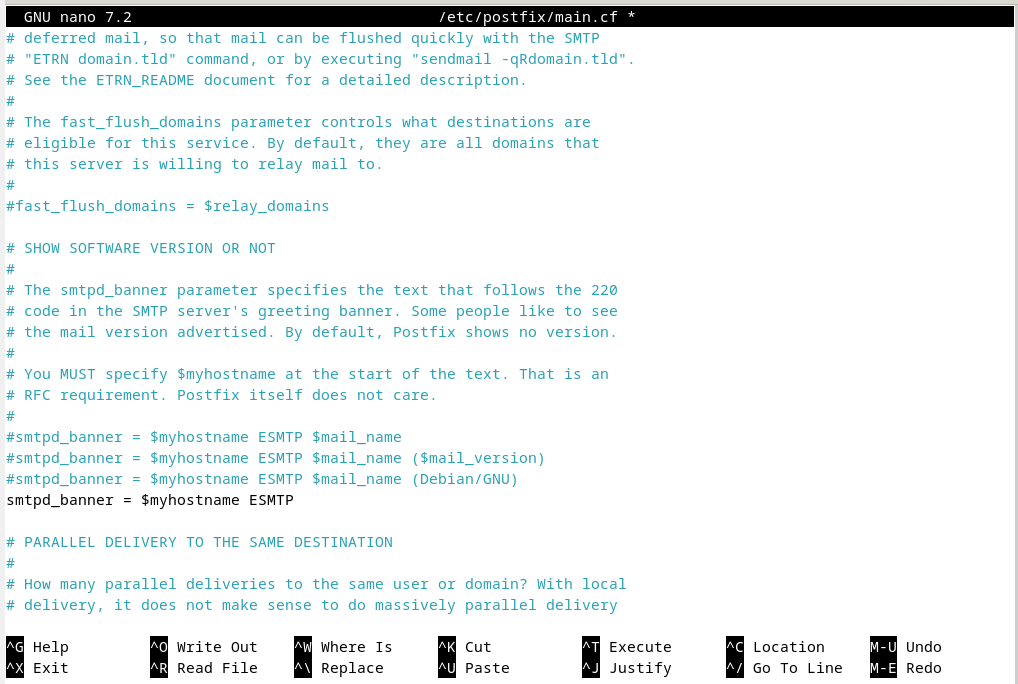 GNU nano 7.2 /etc/postfix/main.cf *
# deferred mail, so that mail can be flushed quickly with the SMTP
# "ETRN domain.tld" command, or by executing "sendmail -qRdomain.tld".
# See the ETRN_README document for a detailed description.
#
# The fast_flush_domains parameter controls what destinations are
# eligible for this service. By default, they are all domains that
# this server is willing to relay mail to.
#
#fast_flush_domains = $relay_domains

# SHOW SOFTWARE VERSION OR NOT
#
# The smtpd_banner parameter specifies the text that follows the 220
# code in the SMTP server's greeting banner. Some people like to see
# the mail version advertised. By default, Postfix shows no version.
#
# You MUST specify $myhostname at the start of the text. That is an
# RFC requirement. Postfix itself does not care.
#
#smtpd_banner = $myhostname ESMTP $mail_name
#smtpd_banner = $myhostname ESMTP $mail_name ($mail_version)
#smtpd_banner = $myhostname ESMTP $mail_name (Debian/GNU)
smtpd_banner = $myhostname ESMTP

# PARALLEL DELIVERY TO THE SAME DESTINATION
#
# How many parallel deliveries to the same user or domain? With local
# delivery, it does not make sense to do massively parallel delivery

^G Help ^O Write Out ^W Where Is ^K Cut ^T Execute ^C Location M-U Undo
^X Exit ^R Read File ^\ Replace ^U Paste ^J Justify ^/ Go To Line M-E Redo